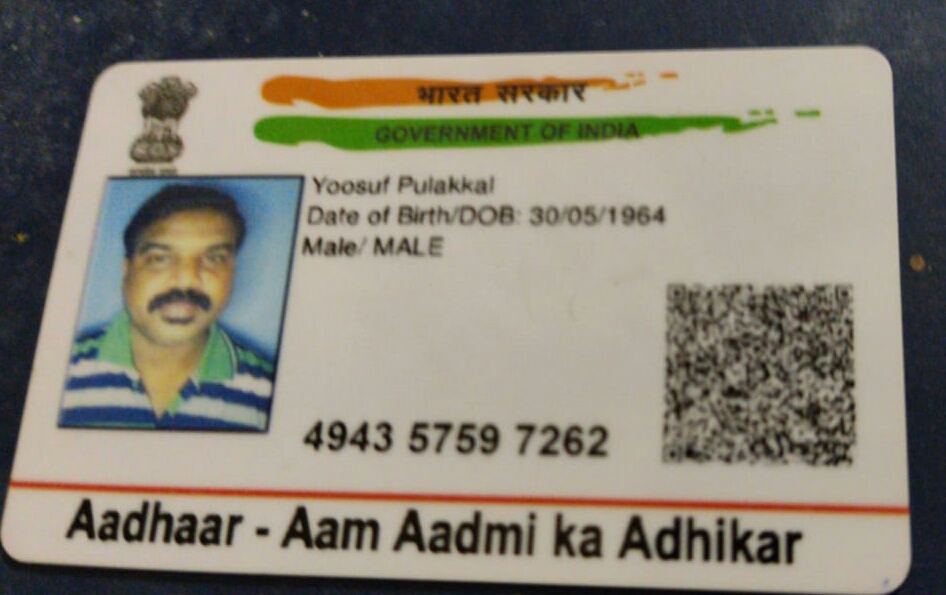 भारत सरकार
GOVERNMENT OF INDIA
Yoosuf Pulakkal
Date of Birth/DOB: 30/05/1964
Male/ MALE
4943 5759 7262
Aadhaar - Aam Aadmi ka Adhikar